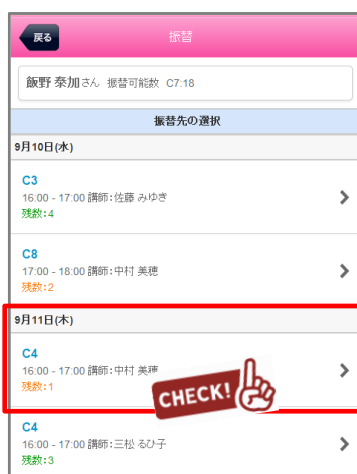 戻る
振替
飯野 奈加さん 振替可能数 C7:18
振替先の選択
9月10日(水)
C3
16:00 - 17:00 講師:佐藤 みゆき
残数:4
C8
17:00 - 18:00 講師:中村 美穂
残数:2
9月11日(木)
C4
16:00 - 17:00 講師:中村 美穂
残数:1
CHECK!
C4
16:00 - 17:00 講師:三松 るひ子
残数:3